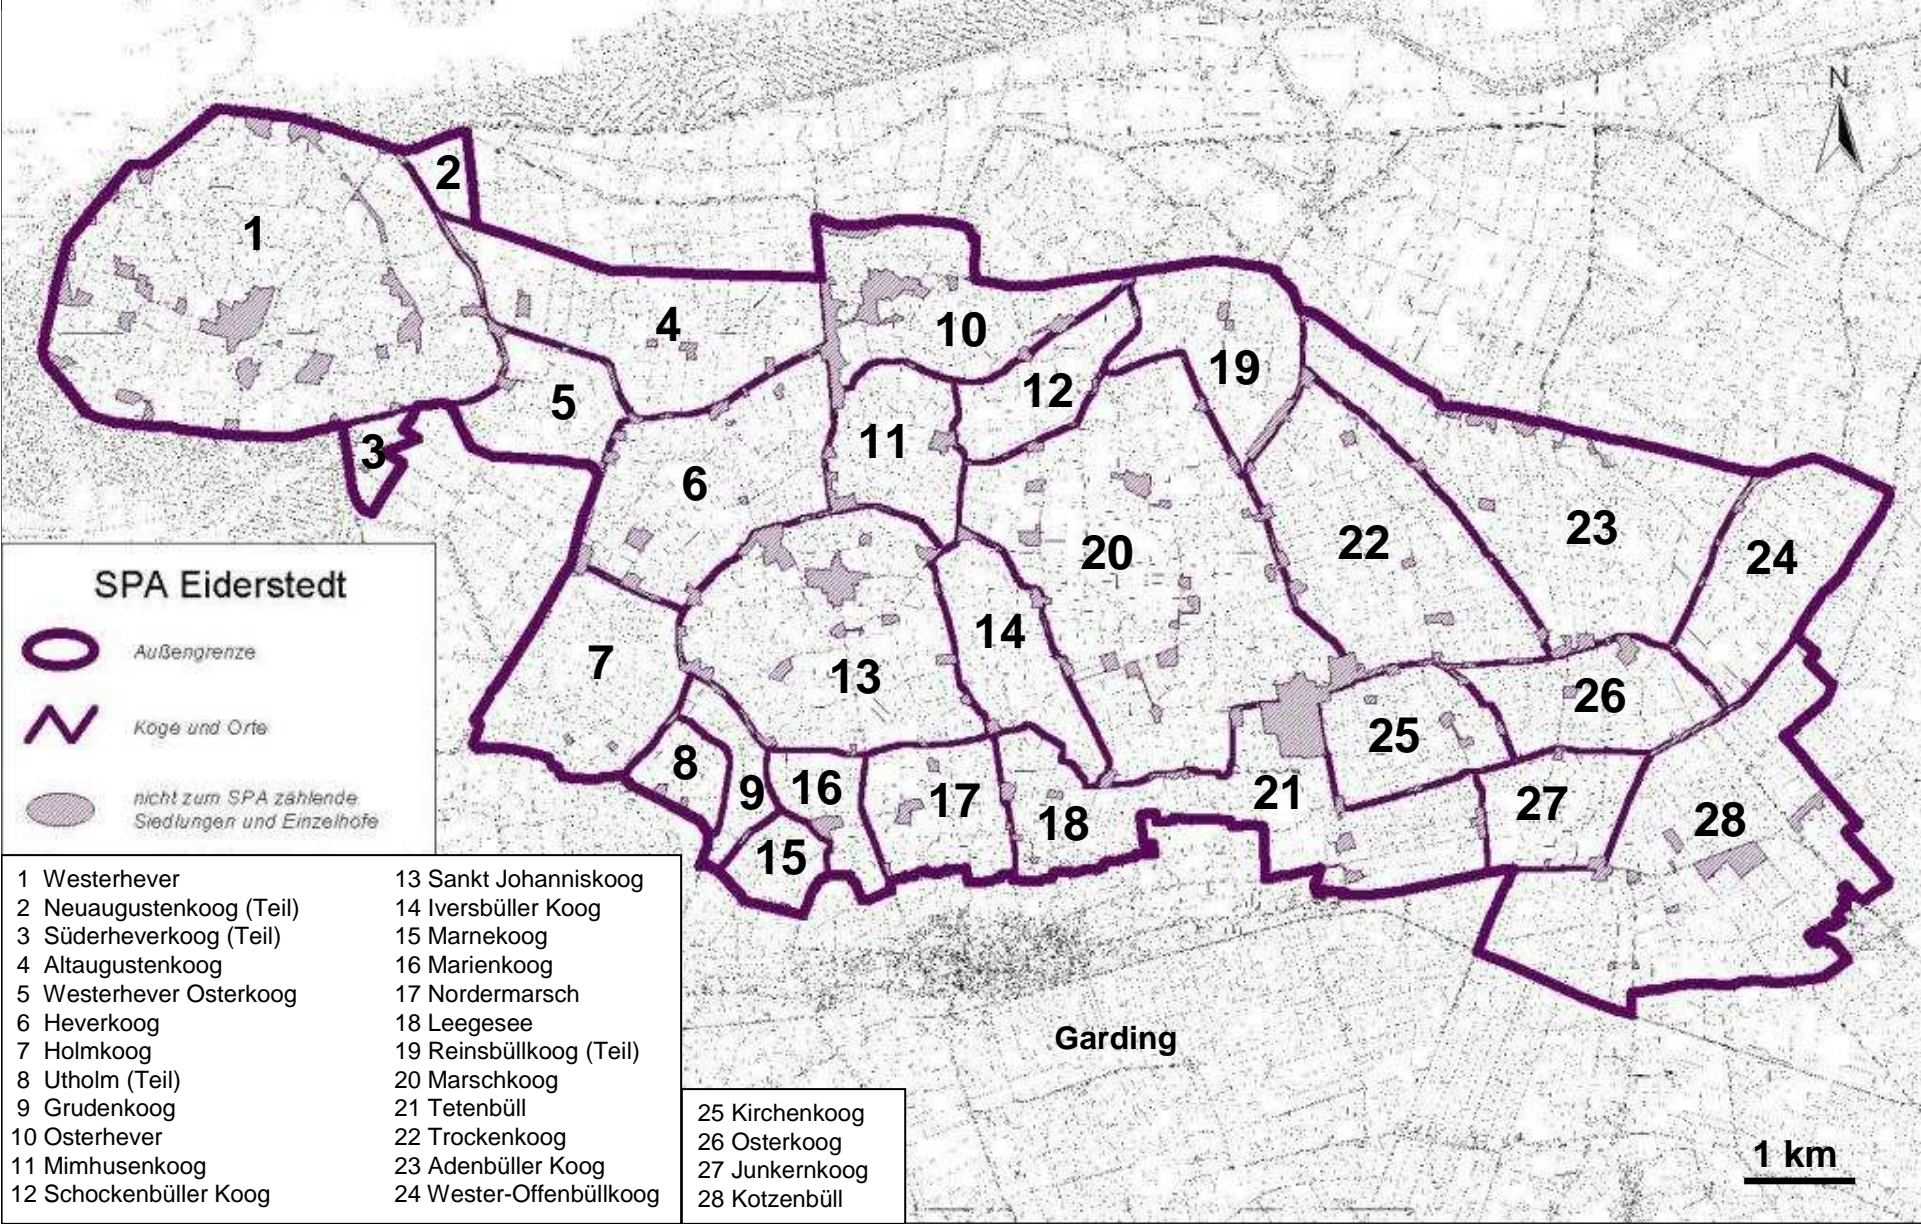 N
1
2
3
4
5
6
7
8
9
10
11
12
13
14
15
16
17
18
19
20
21
22
23
24
25
26
27
28
Garding
1 km
SPA Eiderstedt
Außengrenze
Köge und Orte
nicht zum SPA zählende
Siedlungen und Einzelhöfe
1 Westerhever
2 Neuaugustenkoog (Teil)
3 Süderheverkoog (Teil)
4 Altaugustenkoog
5 Westerhever Osterkoog
6 Heverkoog
7 Holmkoog
8 Utholm (Teil)
9 Grudenkoog
10 Osterhever
11 Mimhusenkoog
12 Schockenbüller Koog
13 Sankt Johanniskoog
14 Iversbüller Koog
15 Marnekoog
16 Marienkoog
17 Nordermarsch
18 Leegesee
19 Reinsbüllkoog (Teil)
20 Marschkoog
21 Tetenbüll
22 Trockenkoog
23 Adenbüller Koog
24 Wester-Offenbüllkoog
25 Kirchenkoog
26 Osterkoog
27 Junkernkoog
28 Kotzenbüll